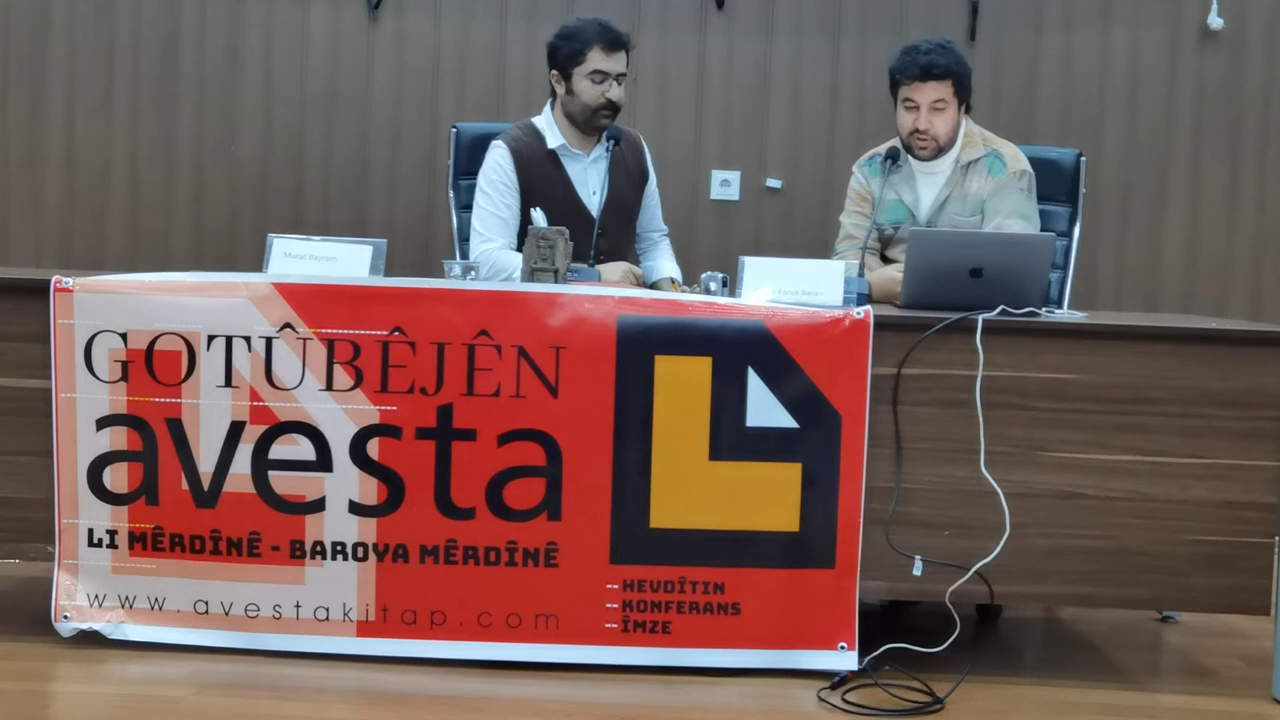 Murat Bayram
Faruk Baran
GOTÛBÊJÊN
avesta
LI MÊRDÎNÊ - BAROYA MÊRDÎNÊ
www.avestakitap.com
-- HEVDÎTIN
-- KONFERANS
-- ÎMZE